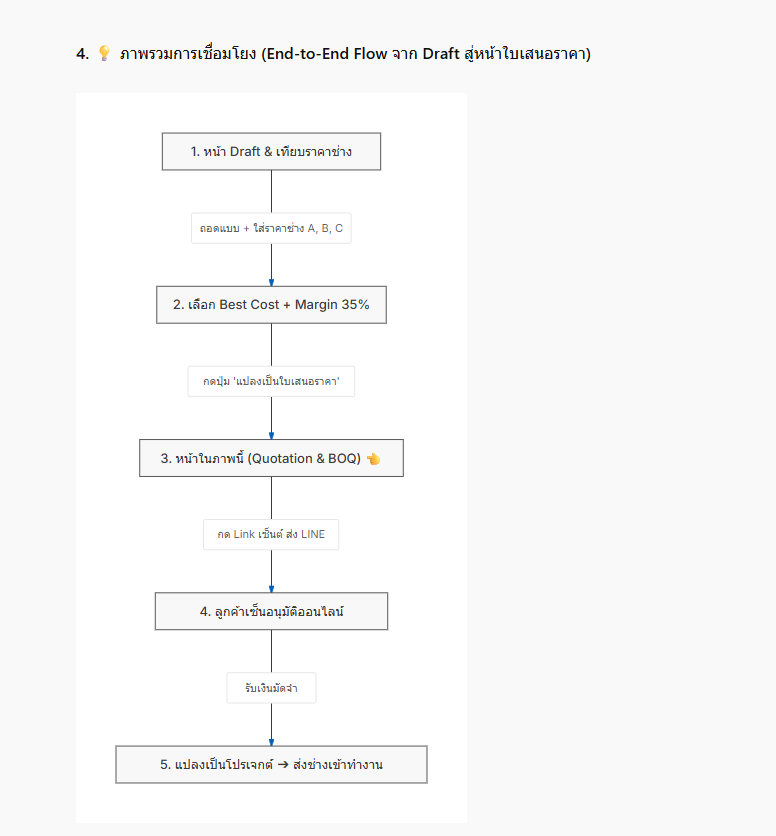 4. 💡 ภาพรวมการเชื่อมโยง (End-to-End Flow จาก Draft สู่หน้าใบเสนอราคา)
1. หน้า Draft & เทียบราคาช่าง
ถอดแบบ + ใส่ราคาช่าง A, B, C
2. เลือก Best Cost + Margin 35%
กดปุ่ม 'แปลงเป็นใบเสนอราคา'
3. หน้าในภาพนี้ (Quotation & BOQ) 👈
กด Link เซ็นต์ ส่ง LINE
4. ลูกค้าเซ็นอนุมัติออนไลน์
รับเงินมัดจำ
5. แปลงเป็นโปรเจกต์ → ส่งช่างเข้าทำงาน